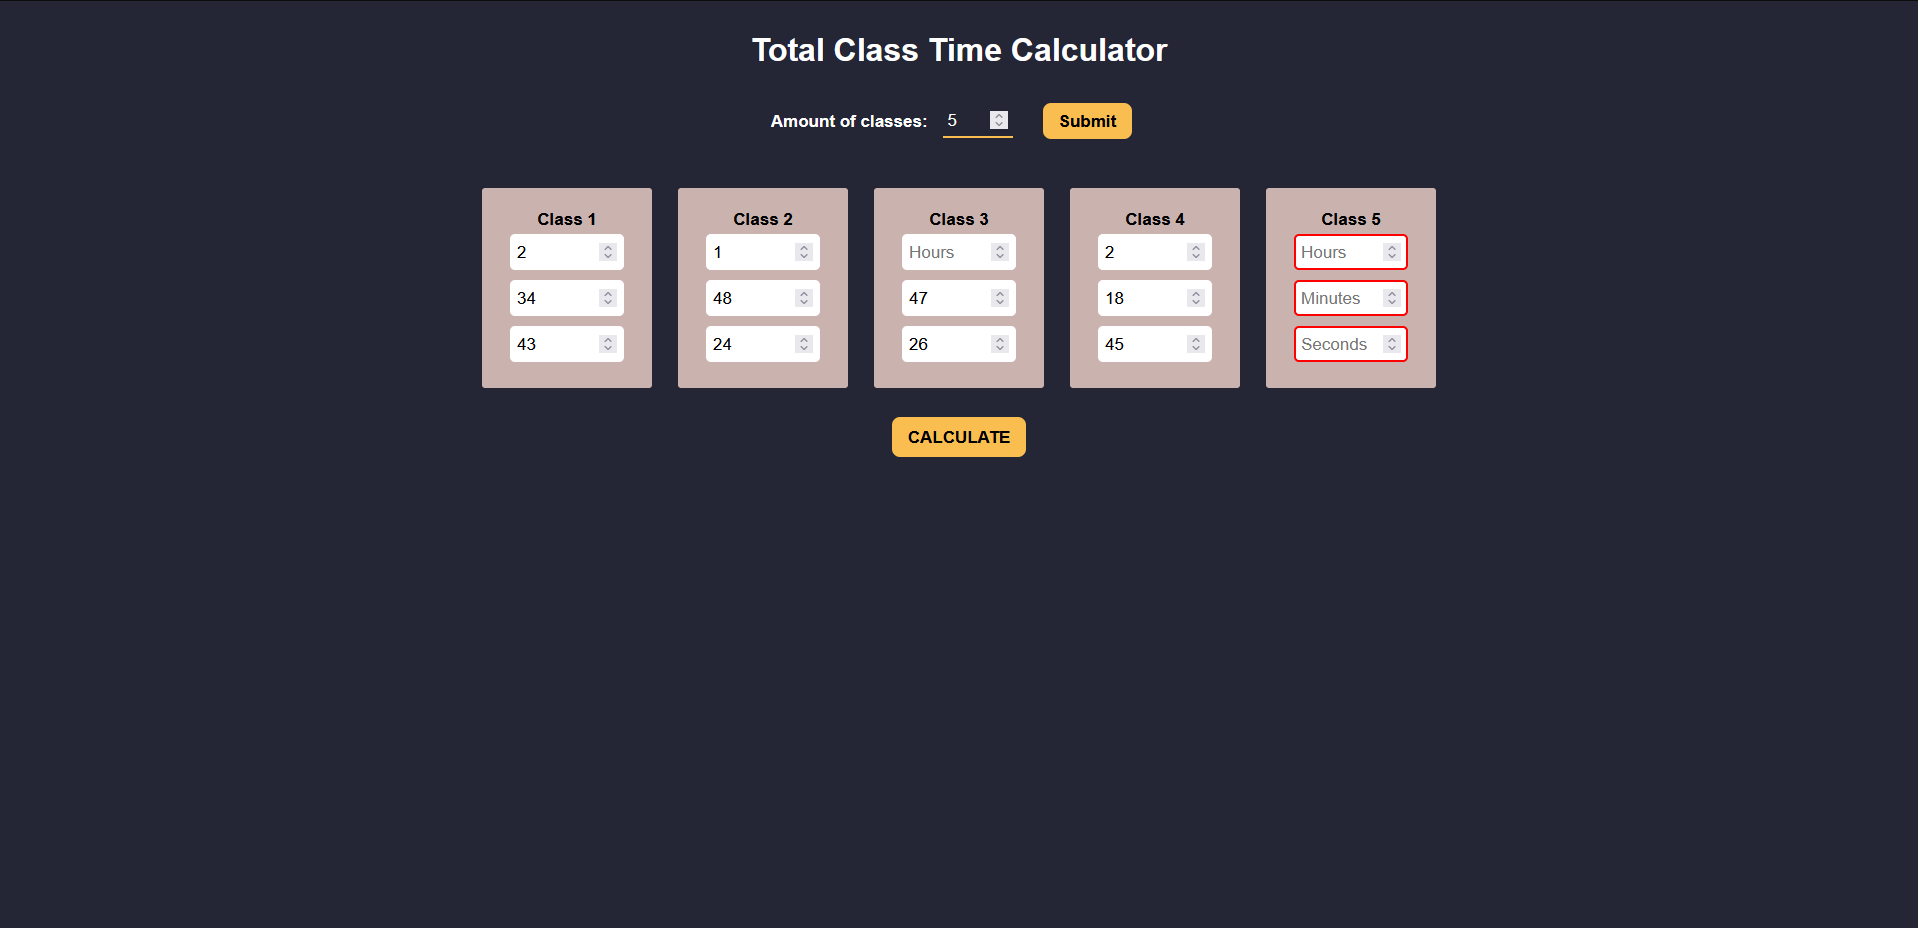 Total Class Time Calculator
Amount of classes: 5 Submit
Class 1 Class 2 Class 3 Class 4 Class 5
2 1 Hours 2 Hours
34 48 47 18 Minutes
43 24 26 45 Seconds
CALCULATE